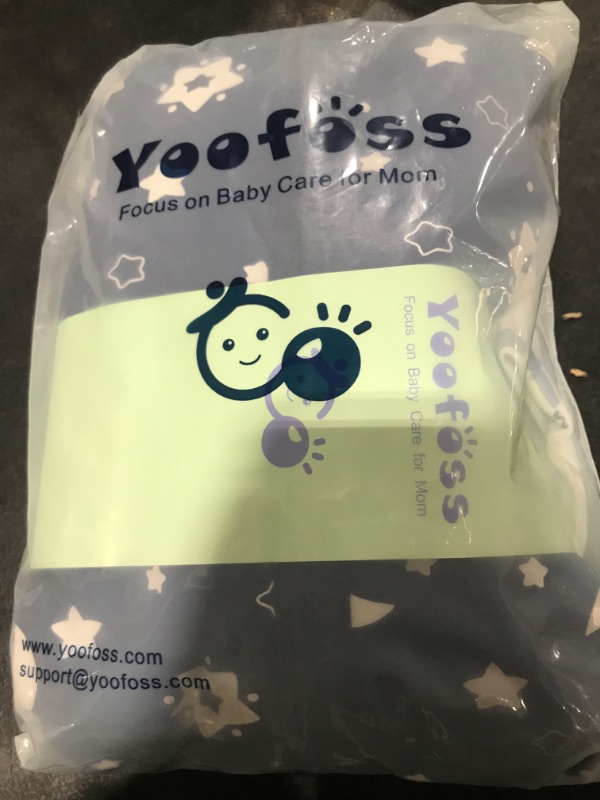 Yoofoss
Focus on Baby Care for Mom
Yoofoss
Focus on Baby Care for Mom
www.yoofoss.com
support@yoofoss.com